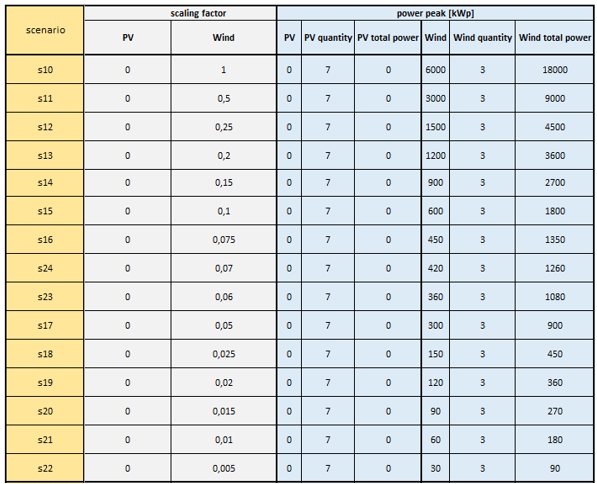 scenario scaling factor power peak [kWp]
PV Wind PV PV quantity PV total power Wind Wind quantity Wind total power
s10 0 1 0 7 0 6000 3 18000
s11 0 0,5 0 7 0 3000 3 9000
s12 0 0,25 0 7 0 1500 3 4500
s13 0 0,2 0 7 0 1200 3 3600
s14 0 0,15 0 7 0 900 3 2700
s15 0 0,1 0 7 0 600 3 1800
s16 0 0,075 0 7 0 450 3 1350
s24 0 0,07 0 7 0 420 3 1260
s23 0 0,06 0 7 0 360 3 1080
s17 0 0,05 0 7 0 300 3 900
s18 0 0,025 0 7 0 150 3 450
s19 0 0,02 0 7 0 120 3 360
s20 0 0,015 0 7 0 90 3 270
s21 0 0,01 0 7 0 60 3 180
s22 0 0,005 0 7 0 30 3 90